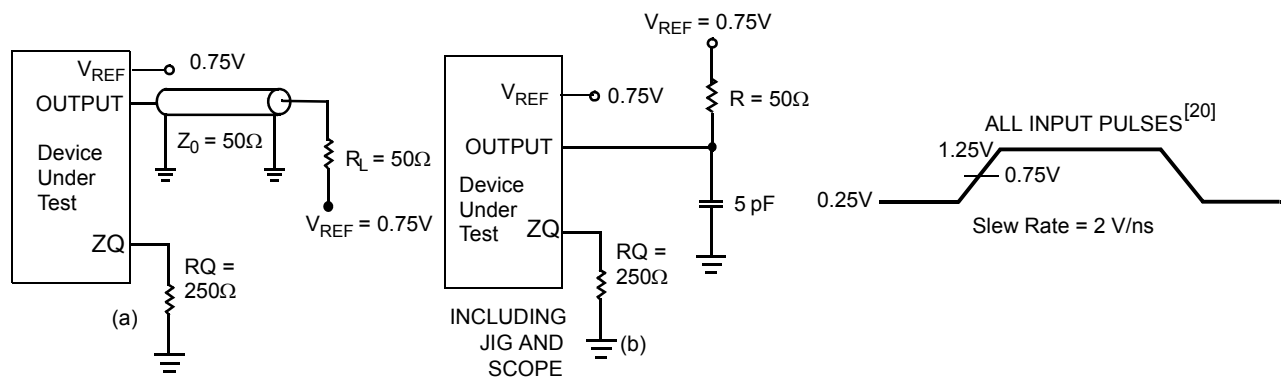 V_REF 0.75V
OUTPUT
Z_0 = 50Ω
Device
Under
Test
R_L = 50Ω
V_REF = 0.75V
ZQ
RQ =
250Ω
(a)
V_REF = 0.75V
R = 50Ω
V_REF 0.75V
OUTPUT
Device
Under
Test
5 pF
ZQ
RQ =
250Ω
INCLUDING
JIG AND
SCOPE
(b)
ALL INPUT PULSES[20]
1.25V
0.75V
0.25V
Slew Rate = 2 V/ns